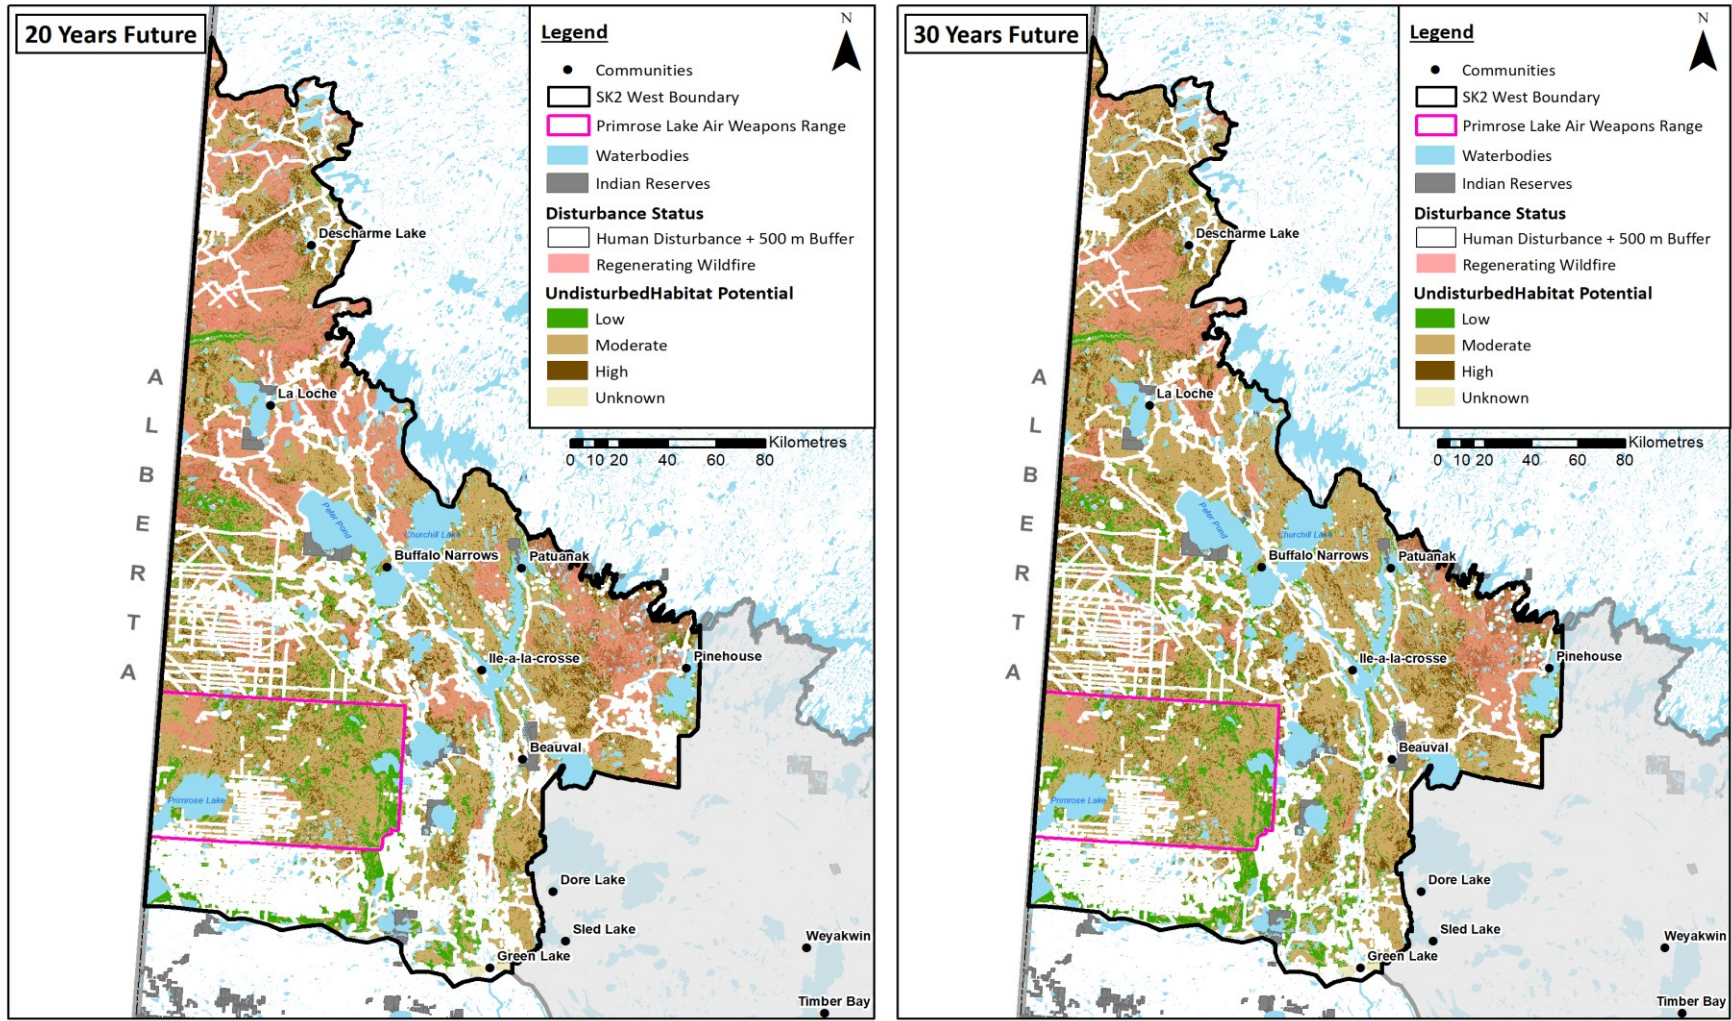 20 Years Future
Legend
N
Communities
SK2 West Boundary
Primrose Lake Air Weapons Range
Waterbodies
Indian Reserves
Disturbance Status
Human Disturbance + 500 m Buffer
Regenerating Wildfire
UndisturbedHabitat Potential
Low
Moderate
High
Unknown
Kilometres
0 10 20 40 60 80
Descharme Lake
A
L
B
E
R
T
A
La Loche
Peter Pond
Churchill Lake
Buffalo Narrows
Patuanak
Ile-a-la-crosse
Pinehouse
Beauval
Primrose Lake
Dore Lake
Sled Lake
Weyakwin
Green Lake
Timber Bay
30 Years Future
Legend
N
Communities
SK2 West Boundary
Primrose Lake Air Weapons Range
Waterbodies
Indian Reserves
Disturbance Status
Human Disturbance + 500 m Buffer
Regenerating Wildfire
UndisturbedHabitat Potential
Low
Moderate
High
Unknown
Kilometres
0 10 20 40 60 80
Descharme Lake
A
L
B
E
R
T
A
La Loche
Peter Pond
Churchill Lake
Buffalo Narrows
Patuanak
Ile-a-la-crosse
Pinehouse
Beauval
Primrose Lake
Dore Lake
Sled Lake
Weyakwin
Green Lake
Timber Bay